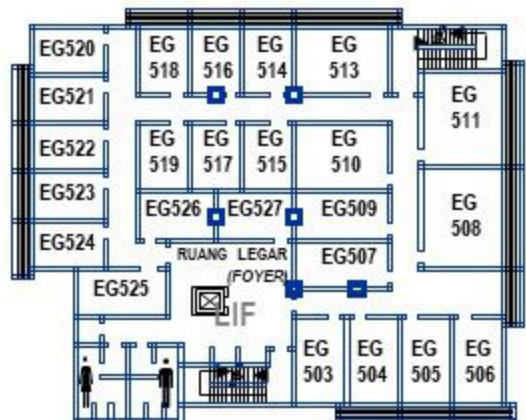 EG520
EG
518
EG
516
EG
514
EG
513
EG521
EG
511
EG522
EG
519
EG
517
EG
515
EG
510
EG523
EG526
EG527
EG509
EG
508
EG524
RUANG LEGAR
(FOYER)
EG507
EG525
LIF
EG
503
EG
504
EG
505
EG
506